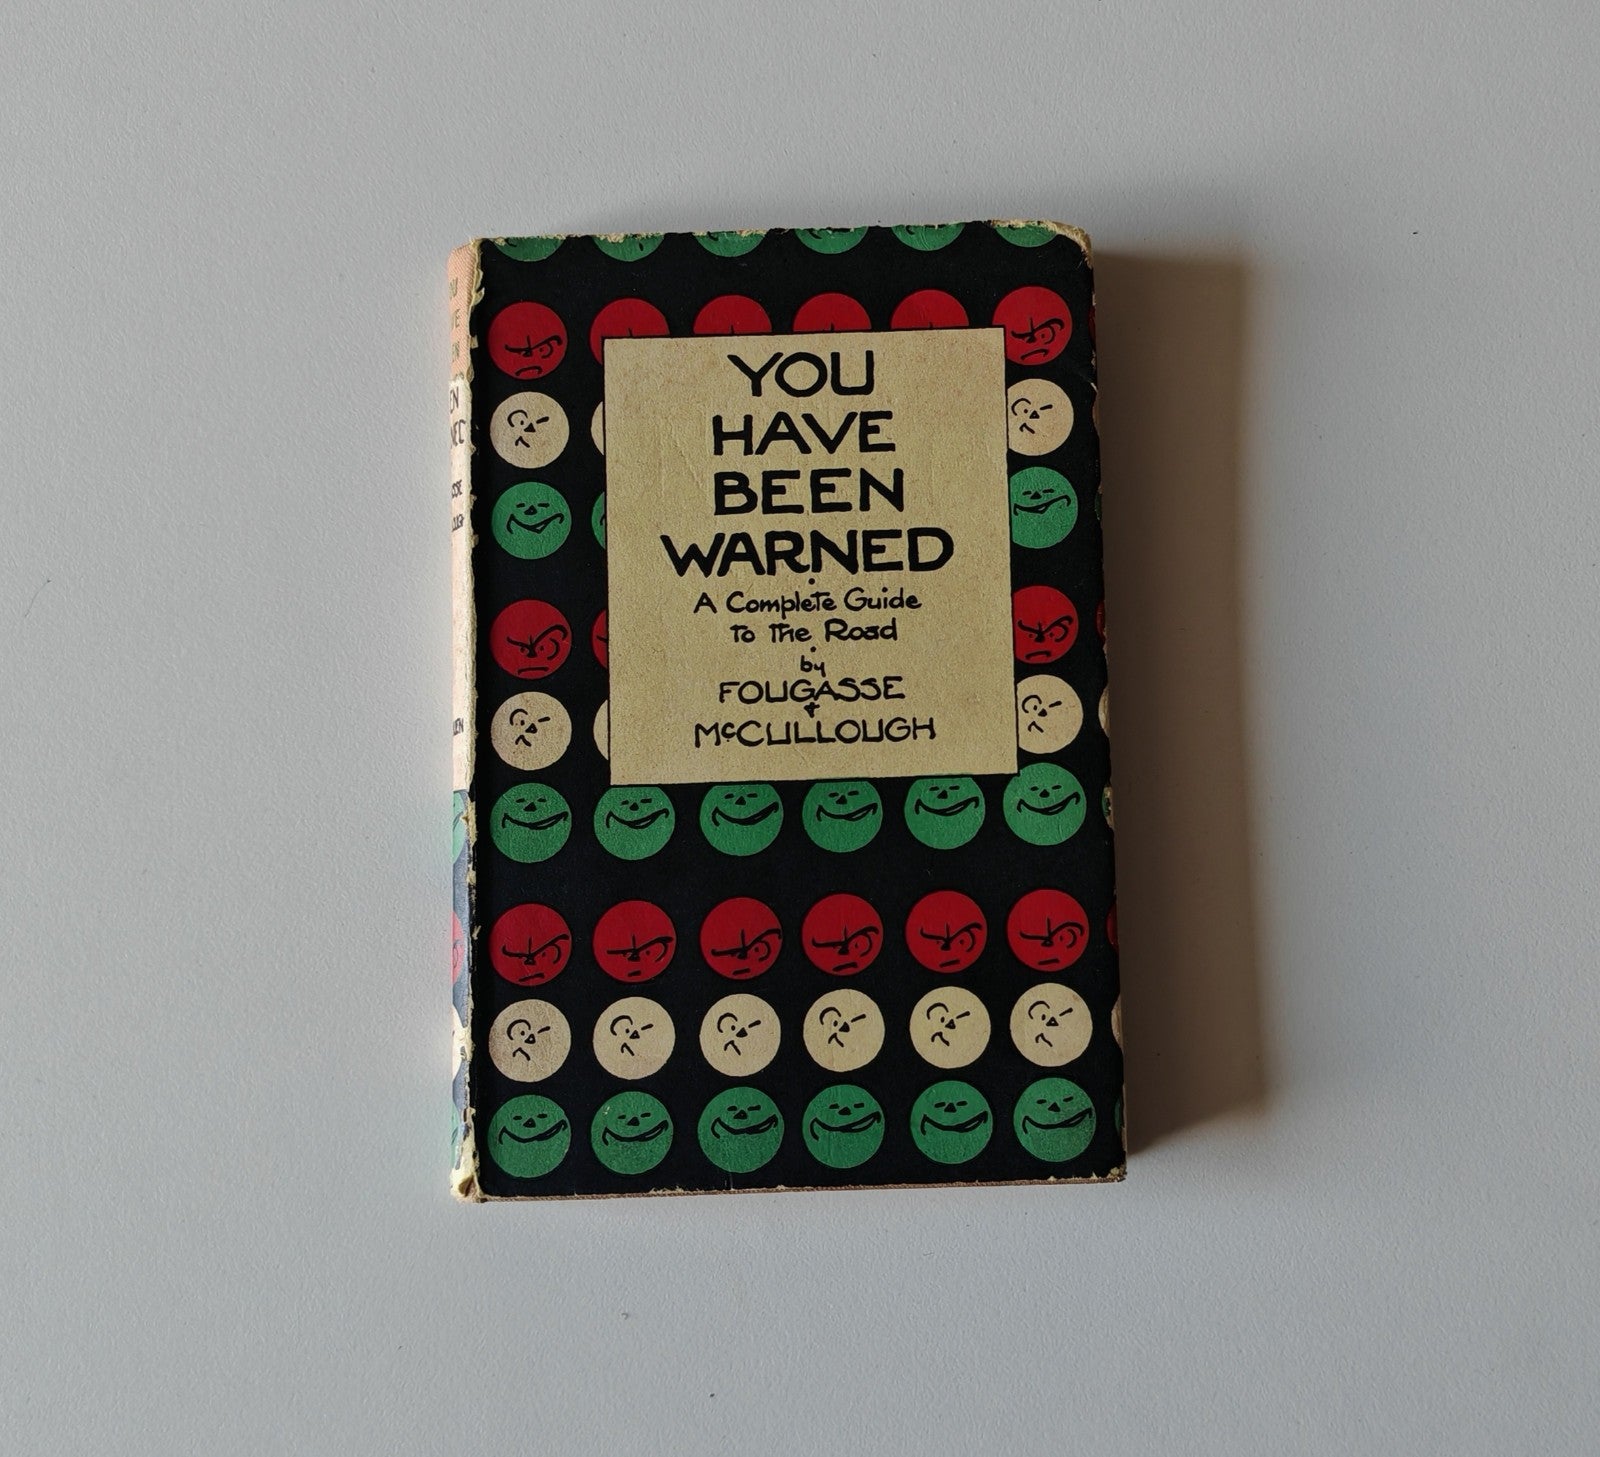 YOU
HAVE
BEEN
WARNED
A Complete Guide
to the Road
by
FOUGASSE
+
McCULLOUGH